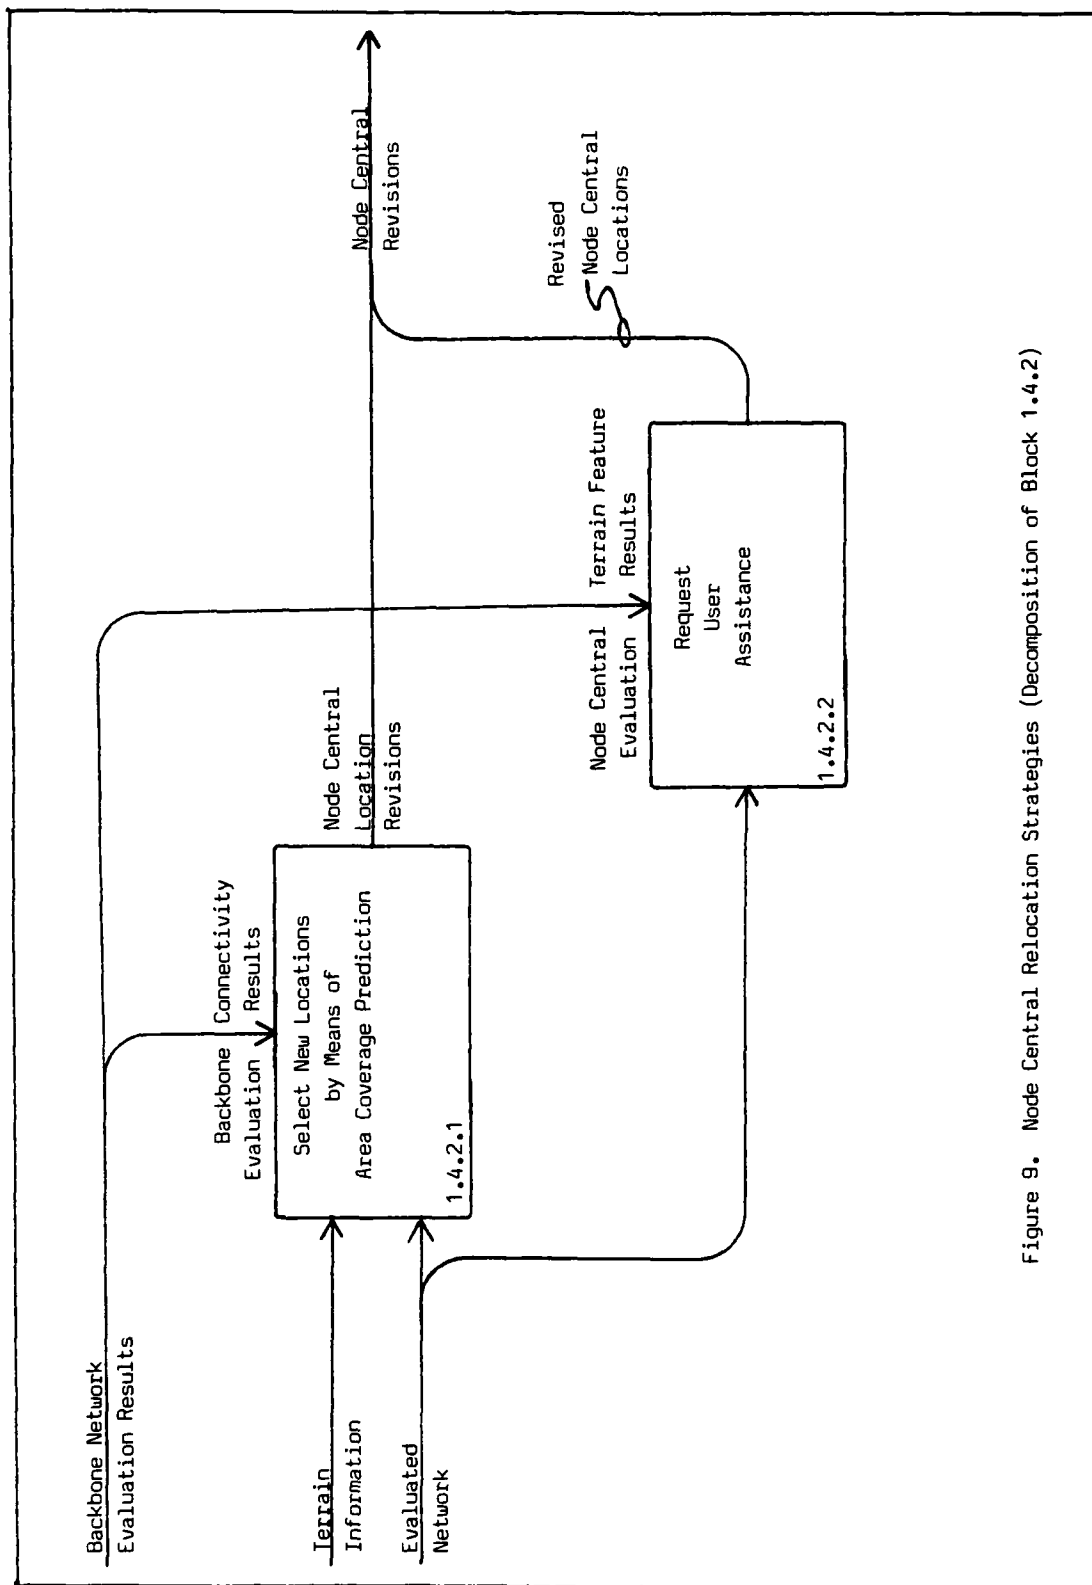 Backbone Network
Evaluation Results
Terrain
Information
Evaluated
Network
Backbone Connectivity
Evaluation Results
Select New Locations
by Means of
Area Coverage Prediction
1.4.2.1
Node Central
Location
Revisions
Node Central Terrain Feature
Evaluation Results
Request
User
Assistance
1.4.2.2
Revised
Node Central
Locations
Node Central
Revisions
Figure 9. Node Central Relocation Strategies (Decomposition of Block 1.4.2)